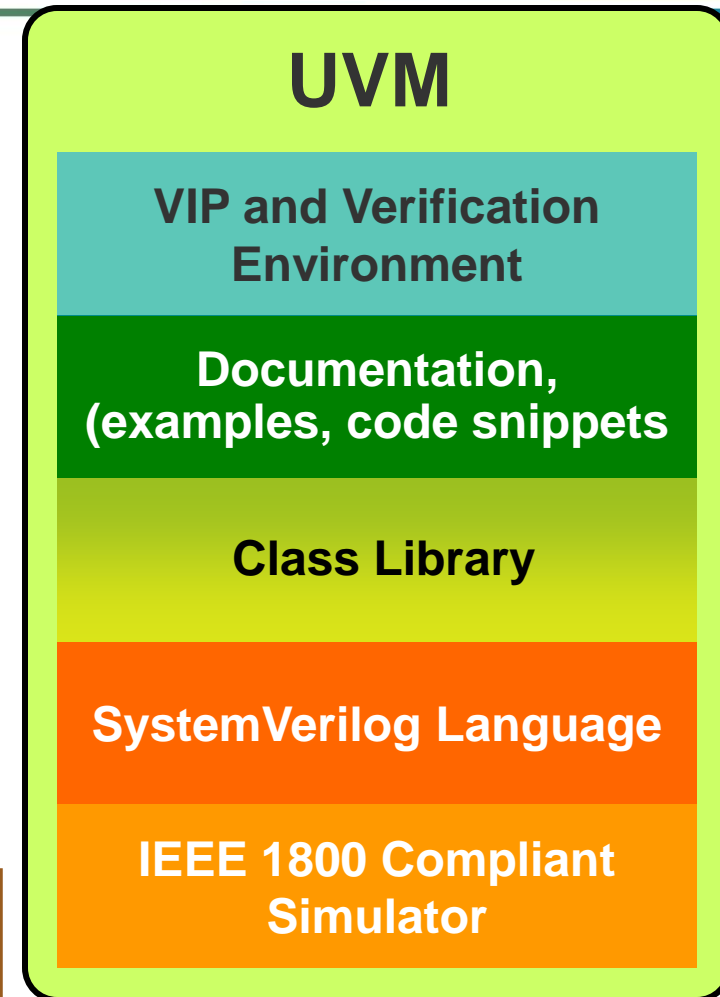 UVM
VIP and Verification
Environment
Documentation,
(examples, code snippets
Class Library
SystemVerilog Language
IEEE 1800 Compliant
Simulator